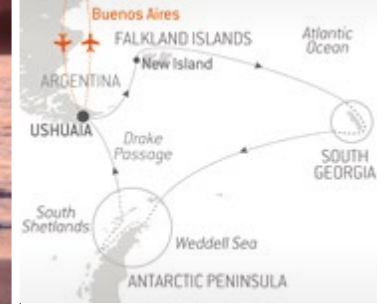 Buenos Aires
FALKLAND ISLANDS
New Island
Atlantic
Ocean
ARGENTINA
USHUAIA
Drake
Passage
SOUTH
GEORGIA
South
Shetlands
Weddell Sea
ANTARCTIC PENINSULA